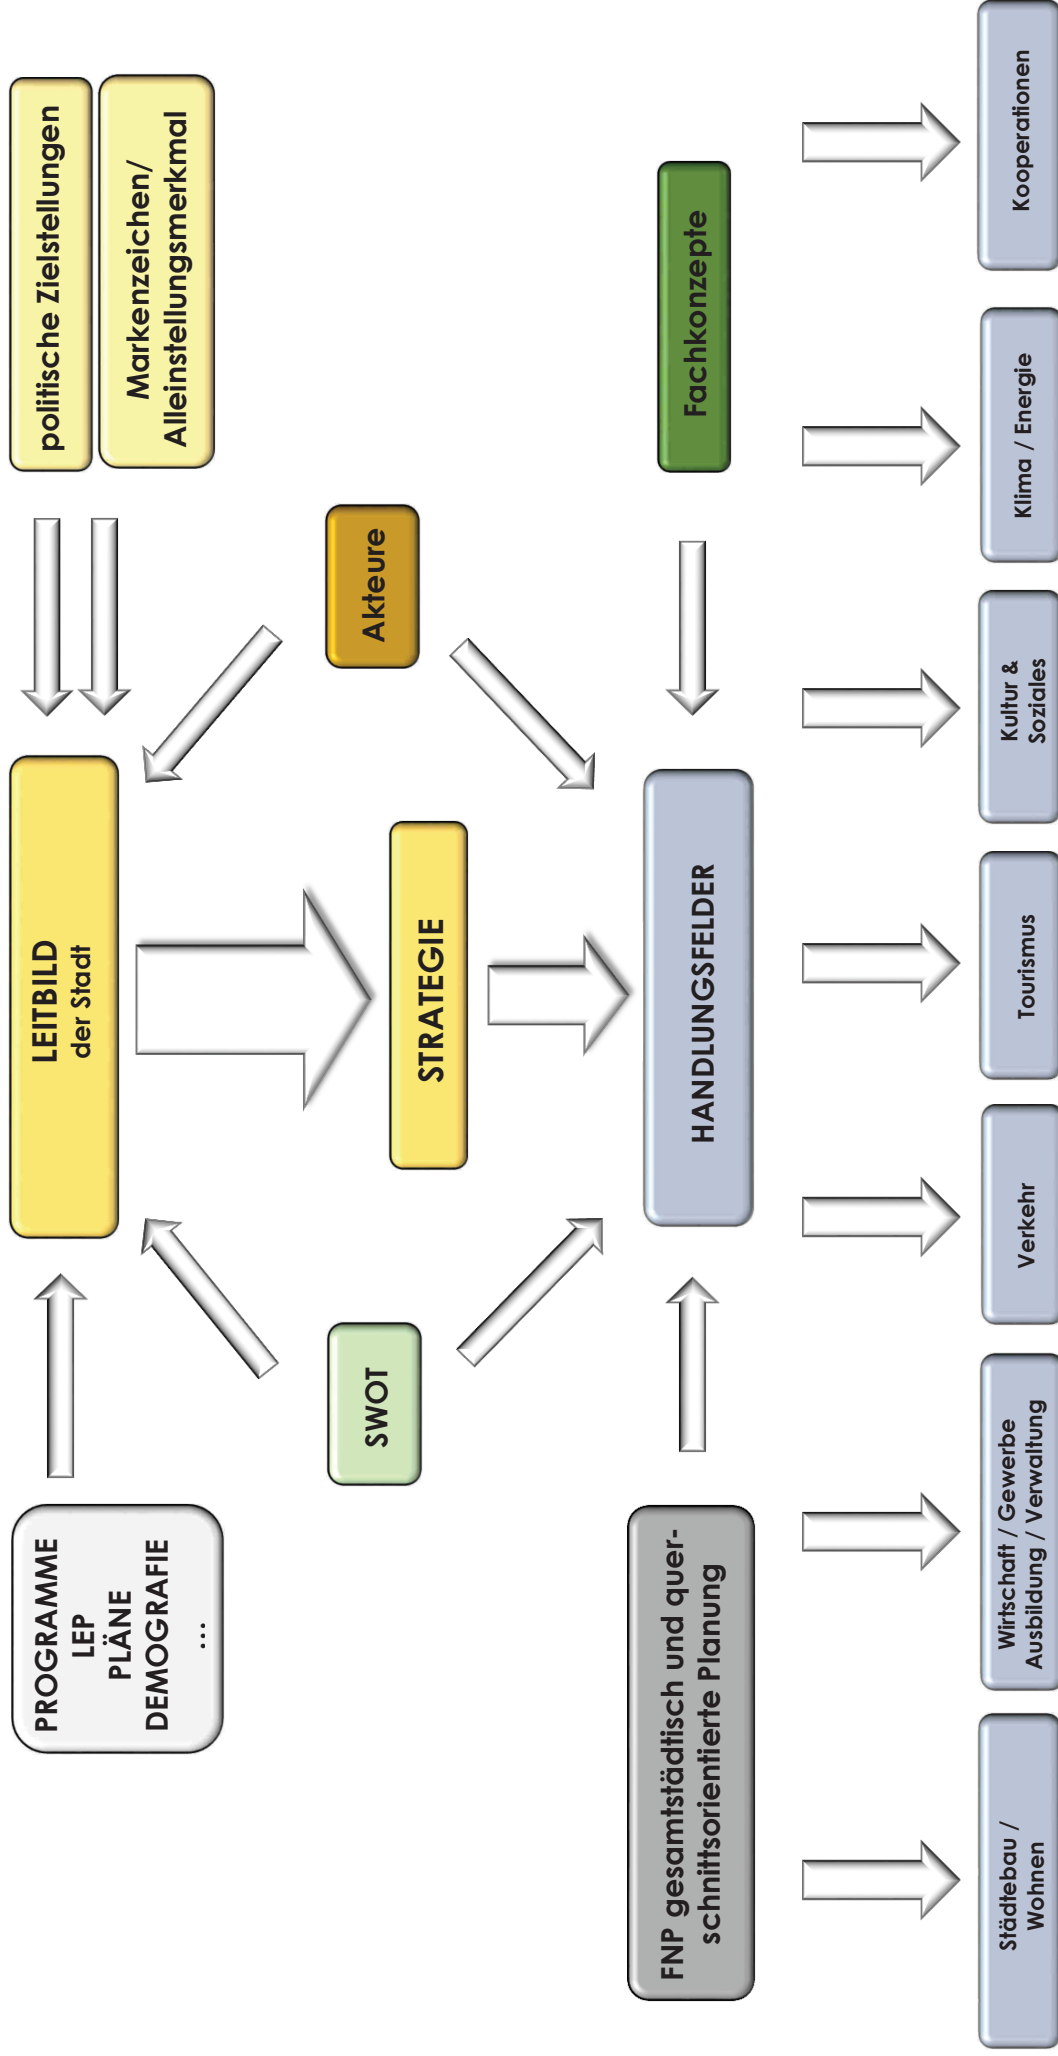 PROGRAMME
LEP
PLÄNE
DEMOGRAFIE
...
LEITBILD
der Stadt
politische Zielstellungen
Markenzeichen/
Alleinstellungsmerkmal
SWOT
STRATEGIE
Akteure
FNP gesamtstädtisch und quer-
schnittsorientierte Planung
HANDLUNGSFELDER
Fachkonzepte
Städtebau /
Wohnen
Wirtschaft / Gewerbe
Ausbildung / Verwaltung
Verkehr
Tourismus
Kultur &
Soziales
Klima / Energie
Kooperationen